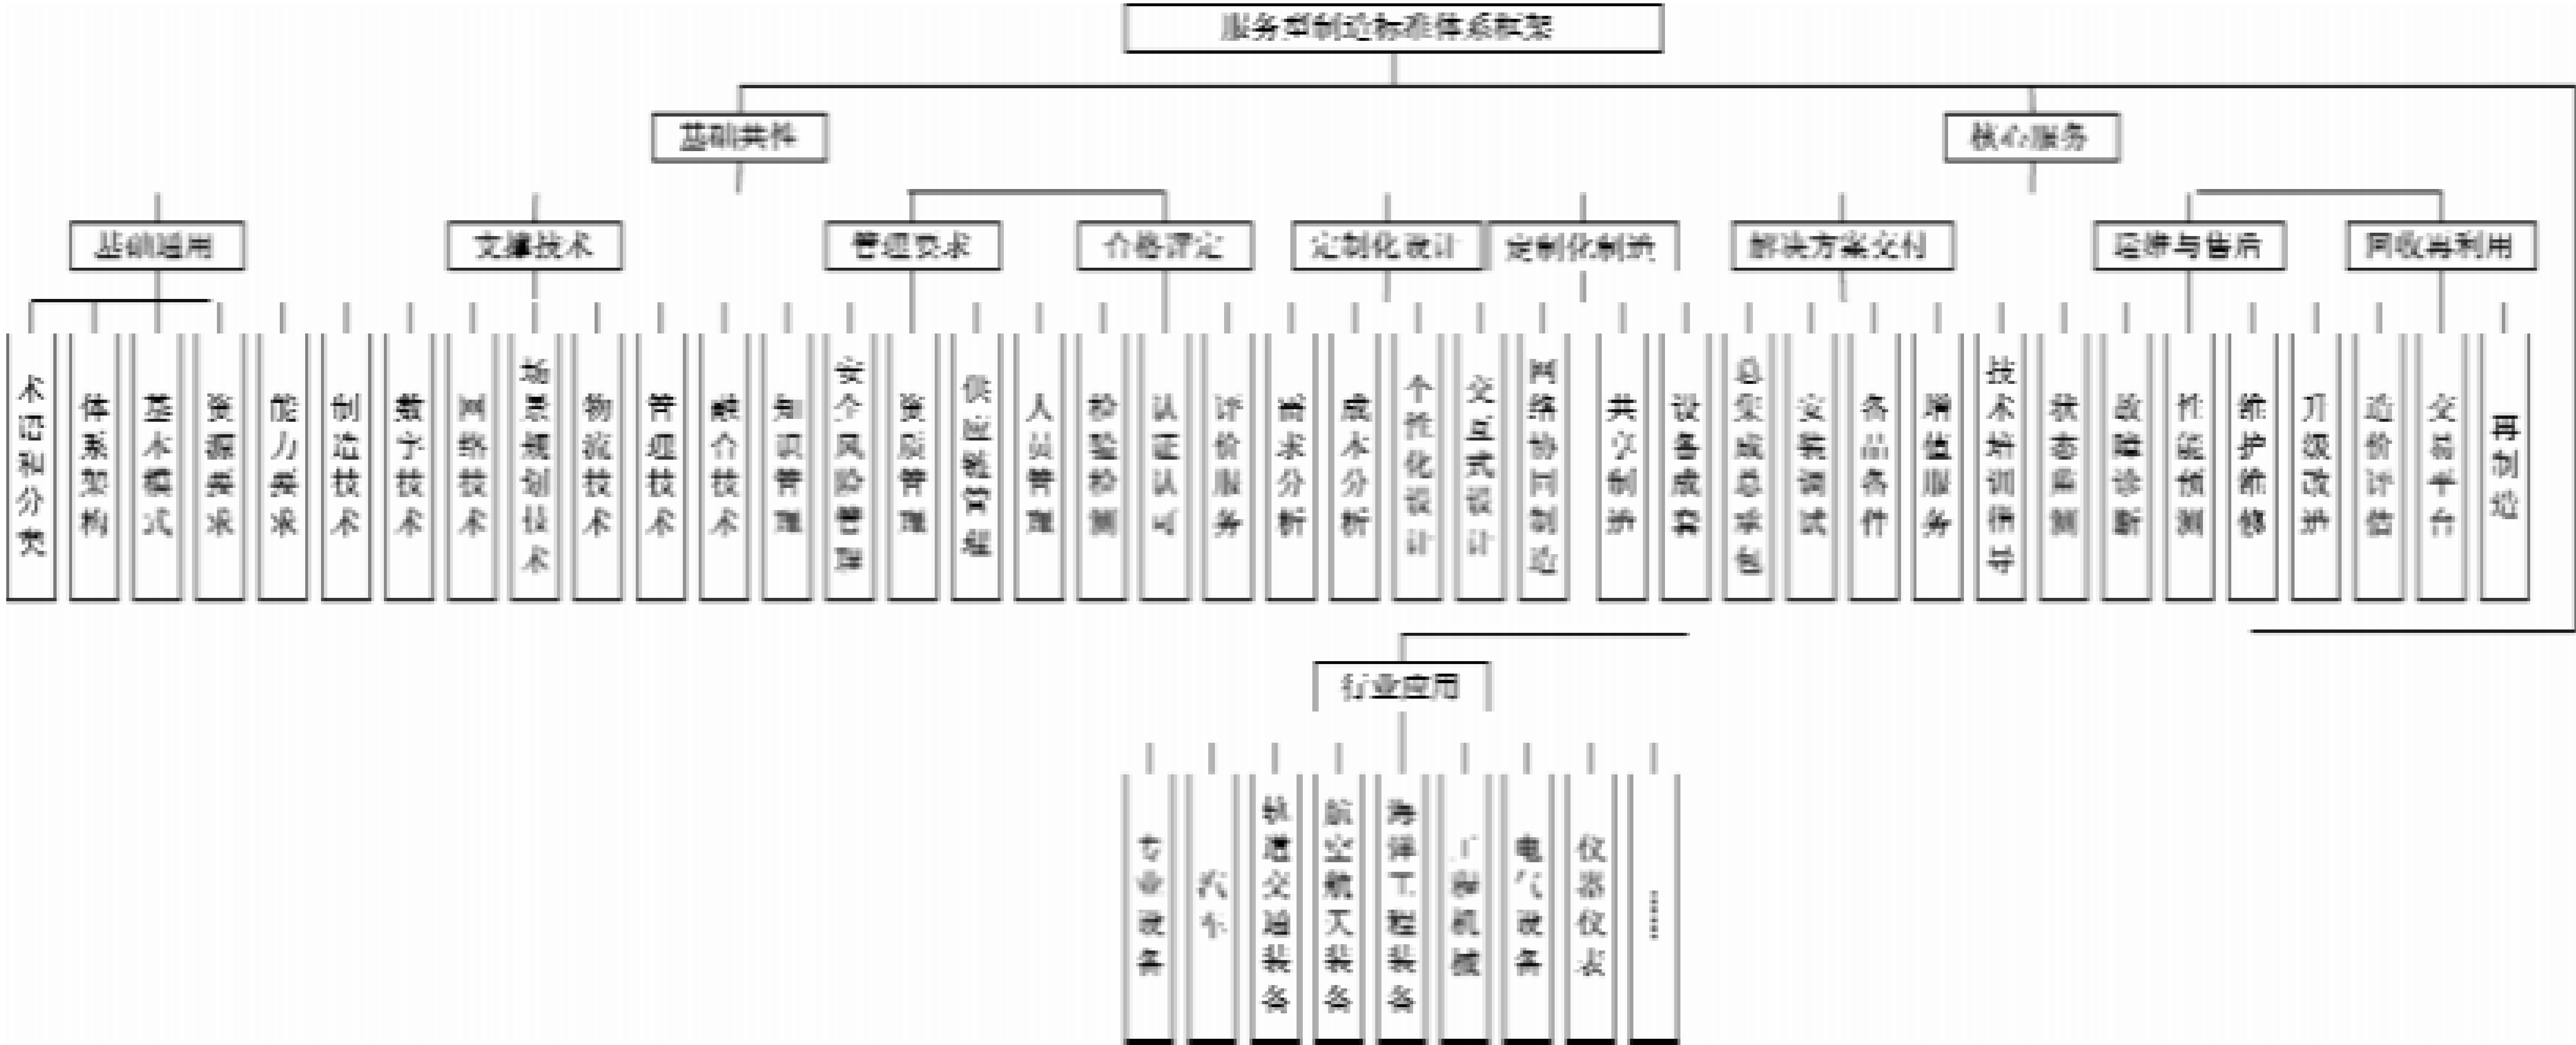 服务型制造标准体系框架
基础共性
核心服务
基础通用
支撑技术
管理要求
合格评定
定制化设计
定制化制造
解决方案交付
运维与售后
回收再利用
术语和分类
体系架构
基本模式
资源要求
能力要求
制造技术
数字技术
网络技术
场景规划技术
物流技术
管理技术
融合技术
知识管理
安全风险管理
资质管理
供应链管理
人员管理
检验检测
认证认可
评价服务
需求分析
成本分析
个性化设计
交互式设计
网络协同制造
共享制造
设备成套
总集成总承包
安装调试
备品备件
增值服务
技术培训指导
状态监测
故障诊断
性能预测
维护维修
升级改造
造价评估
交易平台
再制造
行业应用
专业设备
汽车
轨道交通装备
航空航天装备
海洋工程装备
工程机械
电气设备
仪器仪表
……